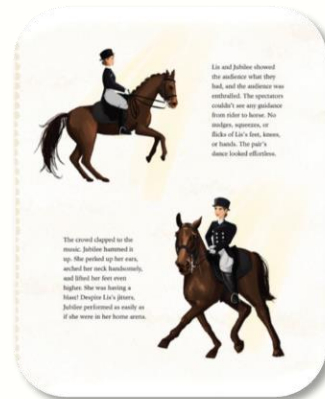 Lis and Jubilee showed
the audience what they
had, and the audience was
enthralled. The spectators
couldn't see any guidance
from rider to horse. No
nudges, squeezes, or
flicks of Lis's feet, knees,
or hands. The pair's
dance looked effortless.
The crowd clapped to the
music. Jubilee hammed it
up. She perked up her ears,
arched her neck handsomely,
and lifted her feet even
higher. She was having a
blast! Despite Lis's jitters,
Jubilee performed as easily as
if she were in her home arena.